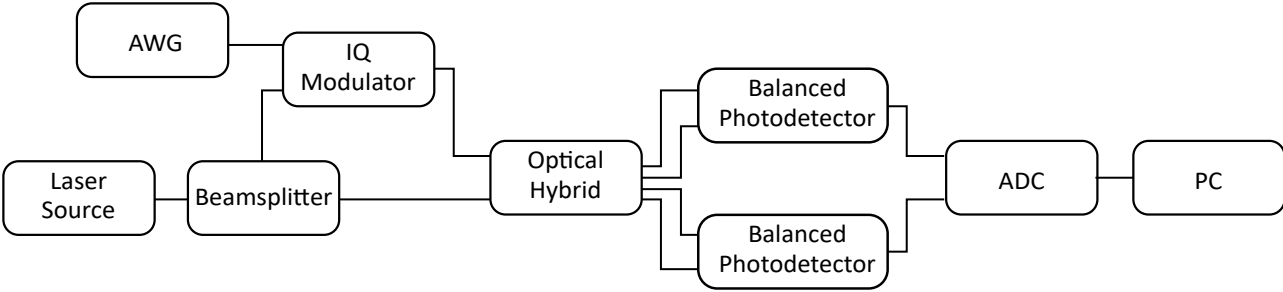 AWG
IQ
Modulator
Laser
Source
Beamsplitter
Optical
Hybrid
Balanced
Photodetector
Balanced
Photodetector
ADC
PC